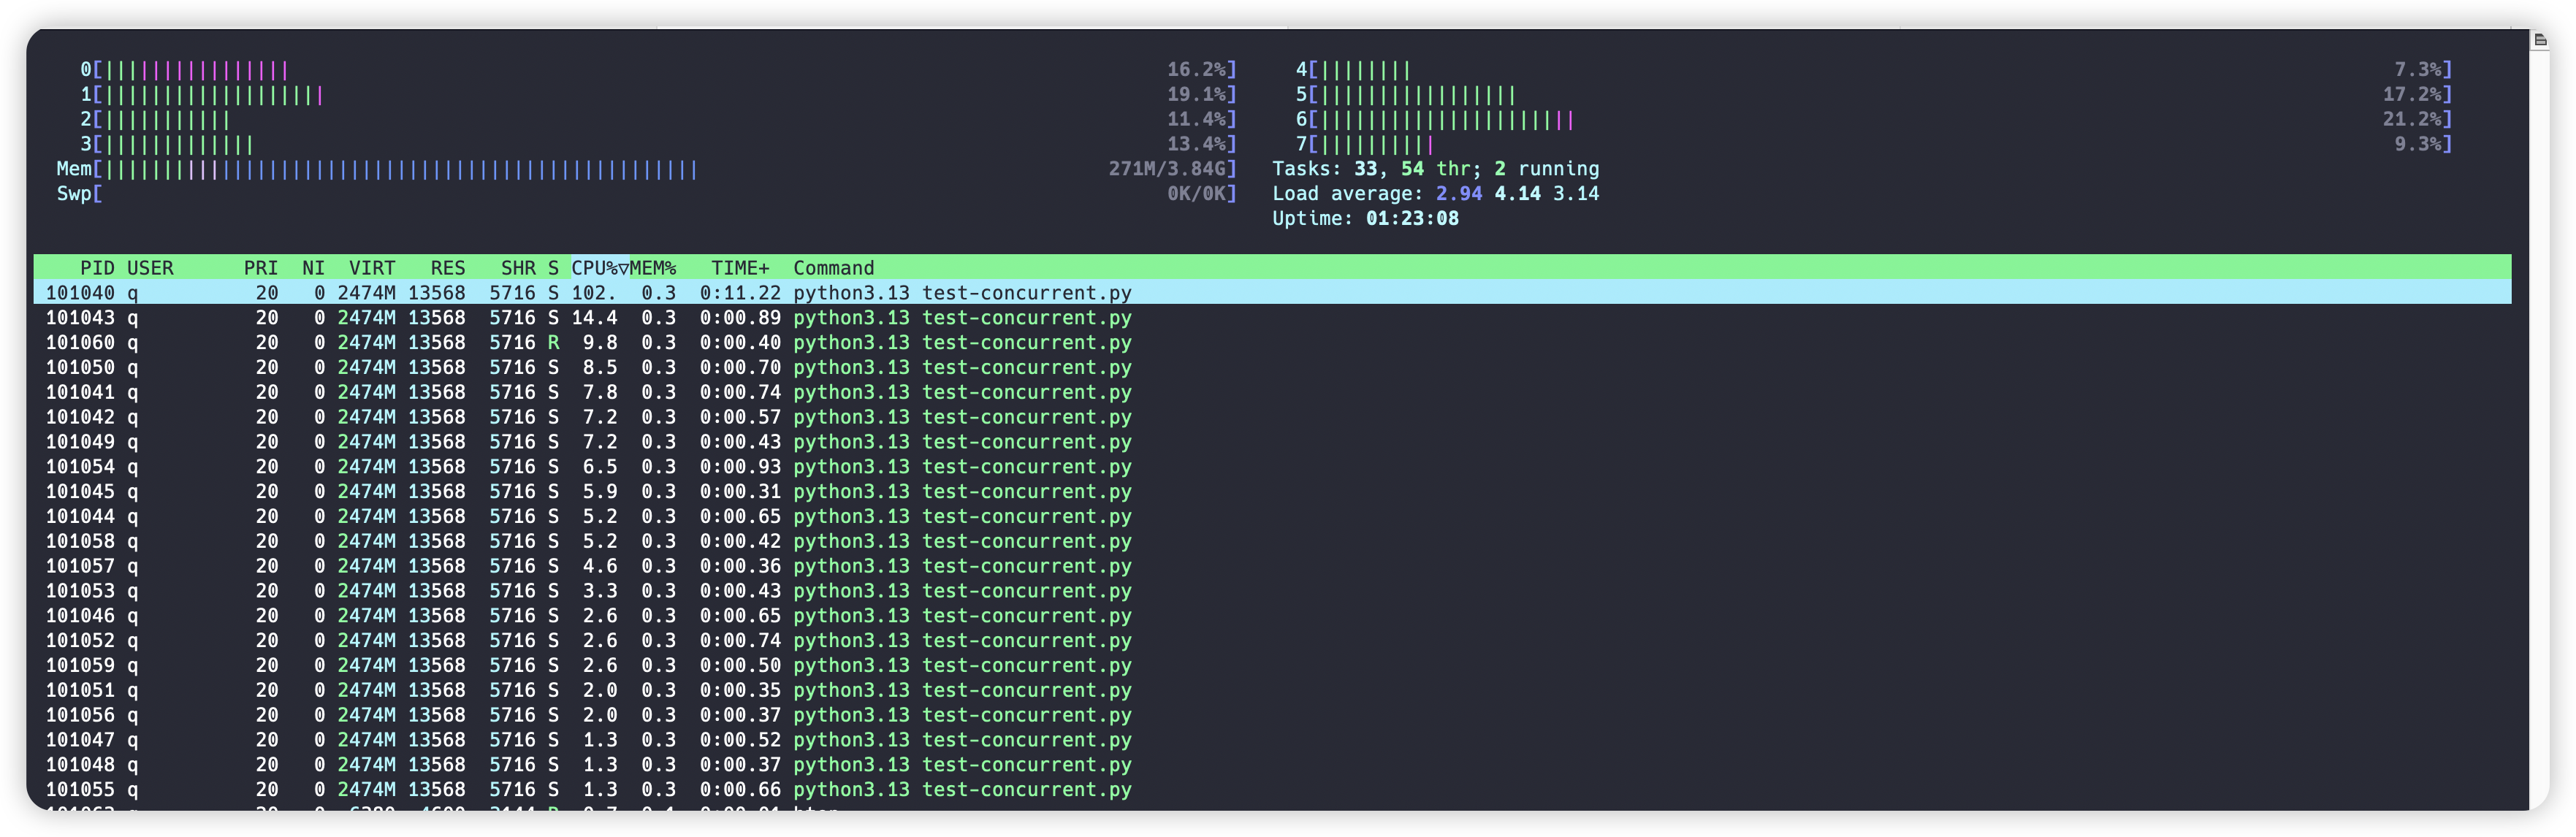 0[||||||||||||||||16.2%] 4[||||||||7.3%]
1[|||||||||||||||||||19.1%] 5[|||||||||||||||||17.2%]
2[|||||||||||11.4%] 6[||||||||||||||||||||||21.2%]
3[|||||||||||||13.4%] 7[||||||||||9.3%]
Mem[|||||||||||||||||||||||||||||||||||||||||||||||||||271M/3.84G] Tasks: 33, 54 thr; 2 running
Swp[0K/0K] Load average: 2.94 4.14 3.14
Uptime: 01:23:08
PID USER PRI NI VIRT RES SHR S CPU%▽MEM% TIME+ Command
101040 q 20 0 2474M 13568 5716 S 102. 0.3 0:11.22 python3.13 test-concurrent.py
101043 q 20 0 2474M 13568 5716 S 14.4 0.3 0:00.89 python3.13 test-concurrent.py
101060 q 20 0 2474M 13568 5716 R 9.8 0.3 0:00.40 python3.13 test-concurrent.py
101050 q 20 0 2474M 13568 5716 S 8.5 0.3 0:00.70 python3.13 test-concurrent.py
101041 q 20 0 2474M 13568 5716 S 7.8 0.3 0:00.74 python3.13 test-concurrent.py
101042 q 20 0 2474M 13568 5716 S 7.2 0.3 0:00.57 python3.13 test-concurrent.py
101049 q 20 0 2474M 13568 5716 S 7.2 0.3 0:00.43 python3.13 test-concurrent.py
101054 q 20 0 2474M 13568 5716 S 6.5 0.3 0:00.93 python3.13 test-concurrent.py
101045 q 20 0 2474M 13568 5716 S 5.9 0.3 0:00.31 python3.13 test-concurrent.py
101044 q 20 0 2474M 13568 5716 S 5.2 0.3 0:00.65 python3.13 test-concurrent.py
101058 q 20 0 2474M 13568 5716 S 5.2 0.3 0:00.42 python3.13 test-concurrent.py
101057 q 20 0 2474M 13568 5716 S 4.6 0.3 0:00.36 python3.13 test-concurrent.py
101053 q 20 0 2474M 13568 5716 S 3.3 0.3 0:00.43 python3.13 test-concurrent.py
101046 q 20 0 2474M 13568 5716 S 2.6 0.3 0:00.65 python3.13 test-concurrent.py
101052 q 20 0 2474M 13568 5716 S 2.6 0.3 0:00.74 python3.13 test-concurrent.py
101059 q 20 0 2474M 13568 5716 S 2.6 0.3 0:00.50 python3.13 test-concurrent.py
101051 q 20 0 2474M 13568 5716 S 2.0 0.3 0:00.35 python3.13 test-concurrent.py
101056 q 20 0 2474M 13568 5716 S 2.0 0.3 0:00.37 python3.13 test-concurrent.py
101047 q 20 0 2474M 13568 5716 S 1.3 0.3 0:00.52 python3.13 test-concurrent.py
101048 q 20 0 2474M 13568 5716 S 1.3 0.3 0:00.37 python3.13 test-concurrent.py
101055 q 20 0 2474M 13568 5716 S 1.3 0.3 0:00.66 python3.13 test-concurrent.py